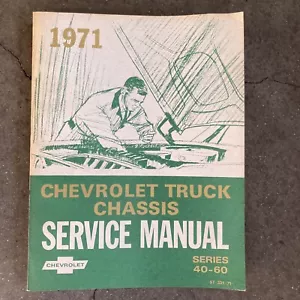 1971
CHEVROLET TRUCK
CHASSIS
SERVICE MANUAL
CHEVROLET
SERIES
40-60